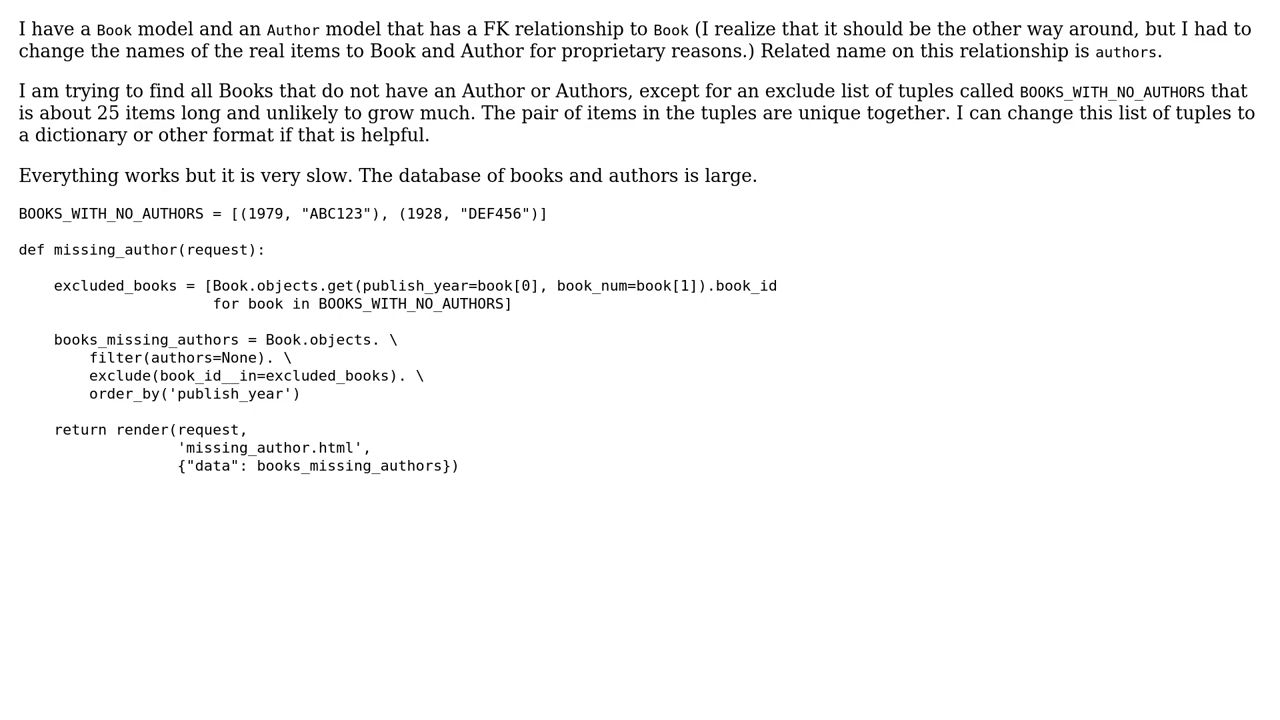 I have a Book model and an Author model that has a FK relationship to Book (I realize that it should be the other way around, but I had to
change the names of the real items to Book and Author for proprietary reasons.) Related name on this relationship is authors.
I am trying to find all Books that do not have an Author or Authors, except for an exclude list of tuples called BOOKS_WITH_NO_AUTHORS that
is about 25 items long and unlikely to grow much. The pair of items in the tuples are unique together. I can change this list of tuples to
a dictionary or other format if that is helpful.
Everything works but it is very slow. The database of books and authors is large.
BOOKS_WITH_NO_AUTHORS = [(1979, "ABC123"), (1928, "DEF456")]
def missing_author(request):
    excluded_books = [Book.objects.get(publish_year=book[0], book_num=book[1]).book_id
                      for book in BOOKS_WITH_NO_AUTHORS]
    books_missing_authors = Book.objects. \
        filter(authors=None). \
        exclude(book_id__in=excluded_books). \
        order_by('publish_year')
    return render(request,
                  'missing_author.html',
                  {"data": books_missing_authors})